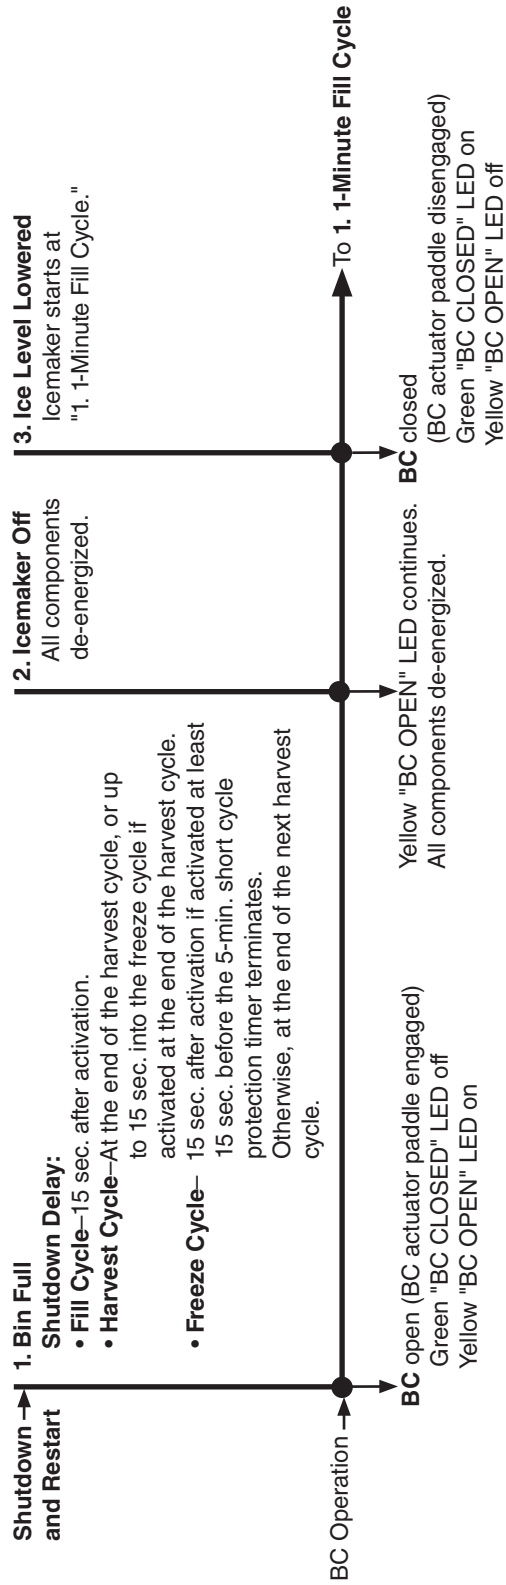 Shutdown
and Restart
1. Bin Full
Shutdown Delay:
• Fill Cycle–15 sec. after activation.
• Harvest Cycle–At the end of the harvest cycle, or up
to 15 sec. into the freeze cycle if
activated at the end of the harvest cycle.
• Freeze Cycle– 15 sec. after activation if activated at least
15 sec. before the 5-min. short cycle
protection timer terminates.
Otherwise, at the end of the next harvest
cycle.
2. Icemaker Off
All components
de-energized.
3. Ice Level Lowered
Icemaker starts at
"1. 1-Minute Fill Cycle."
BC Operation
To 1. 1-Minute Fill Cycle
BC open (BC actuator paddle engaged)
Green "BC CLOSED" LED off
Yellow "BC OPEN" LED on
Yellow "BC OPEN" LED continues.
All components de-energized.
BC closed
(BC actuator paddle disengaged)
Green "BC CLOSED" LED on
Yellow "BC OPEN" LED off